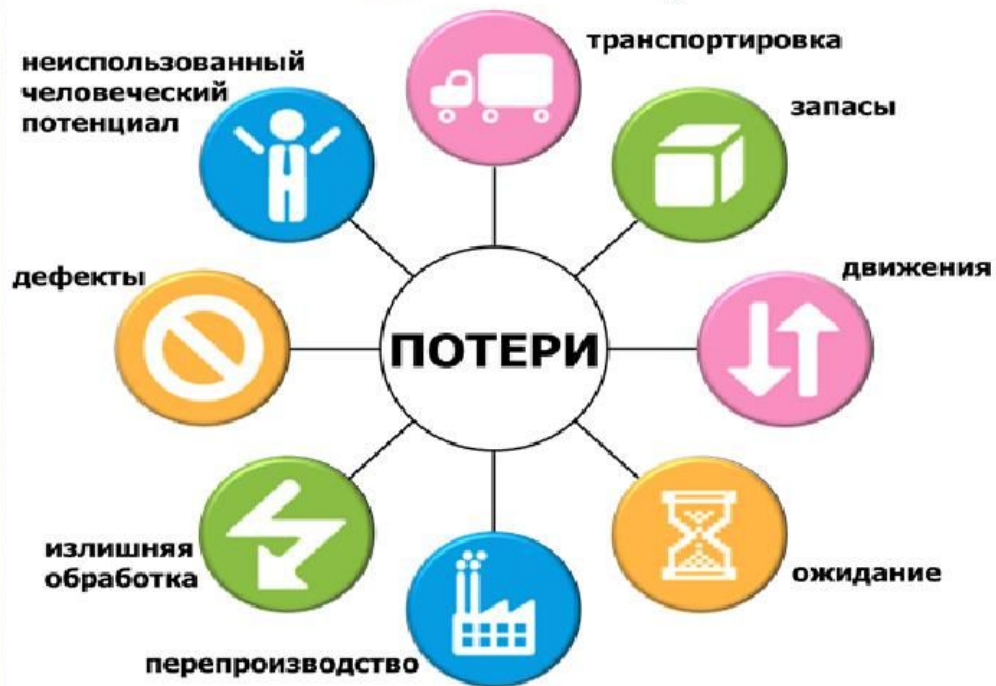 транспортировка
неиспользованный
человеческий
потенциал
запасы
дефекты
движения
ПОТЕРИ
излишняя
обработка
ожидание
перепроизводство